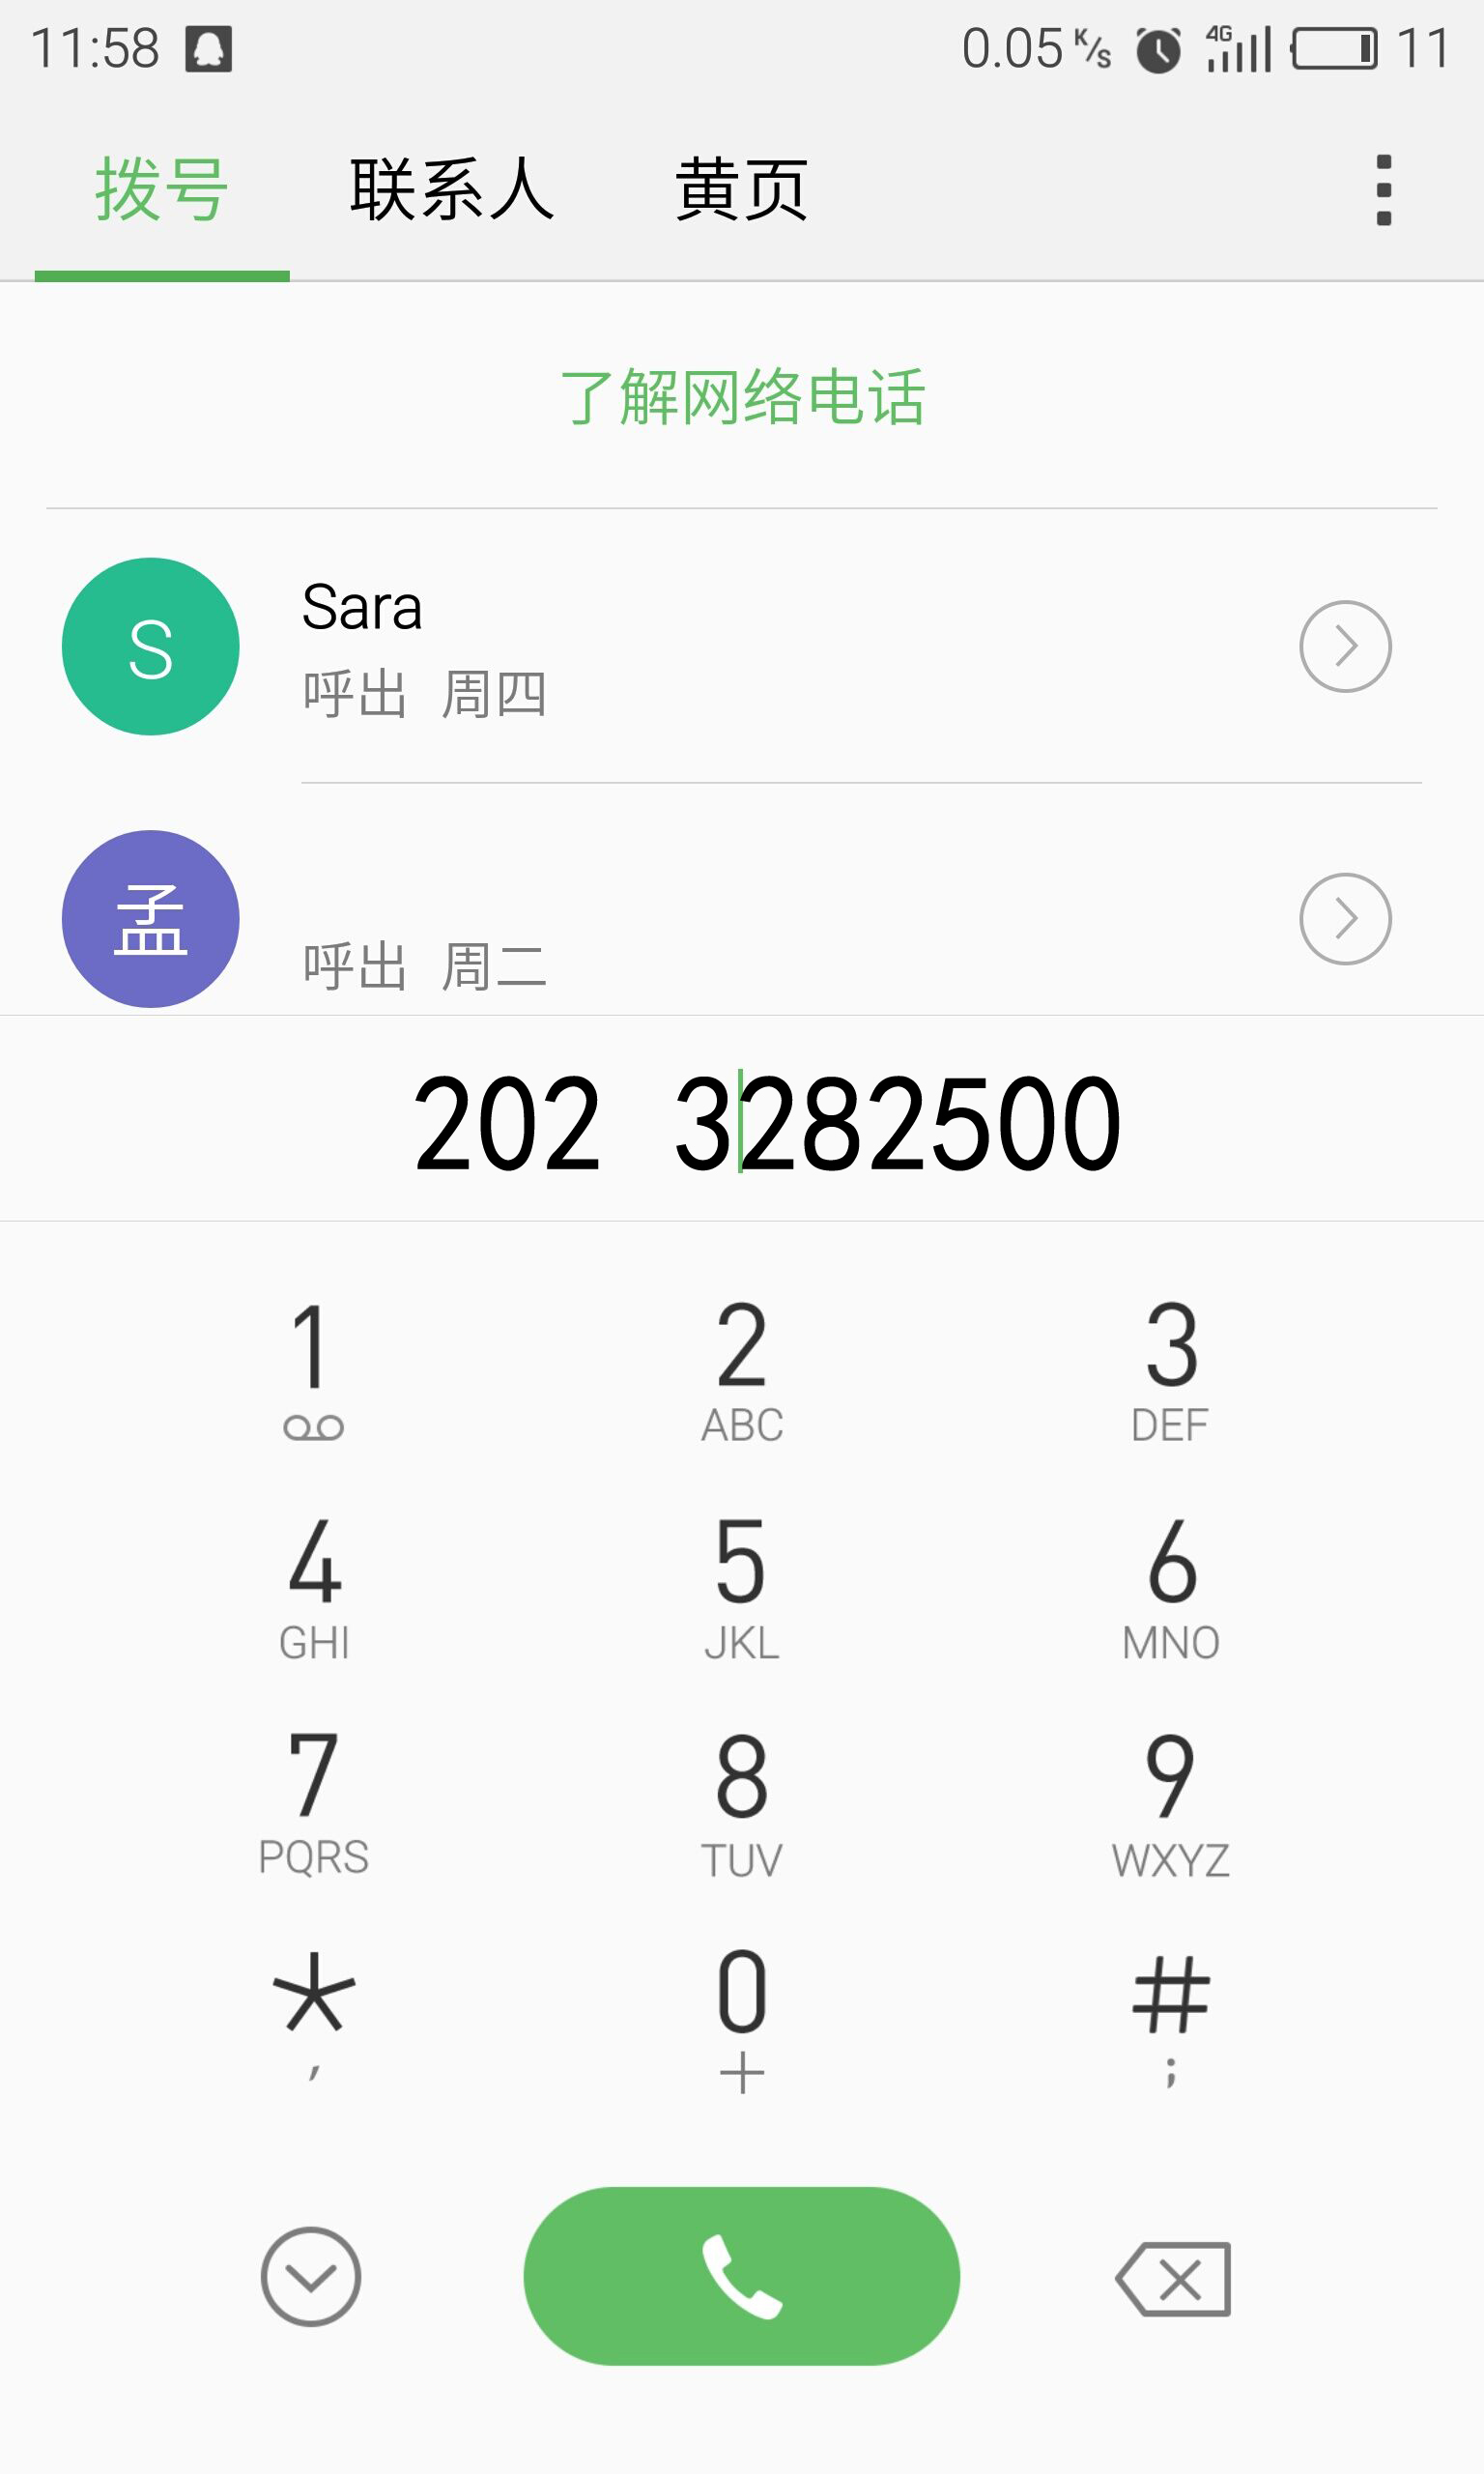 11:58 0.05 K/s 4G 11
拨号 联系人 黄页
了解网络电话
S
Sara
呼出 周四
孟
呼出 周二
202 3282500
1 2 3
ABC DEF
4 5 6
GHI JKL MNO
7 8 9
PQRS TUV WXYZ
* 0 #
, + ;